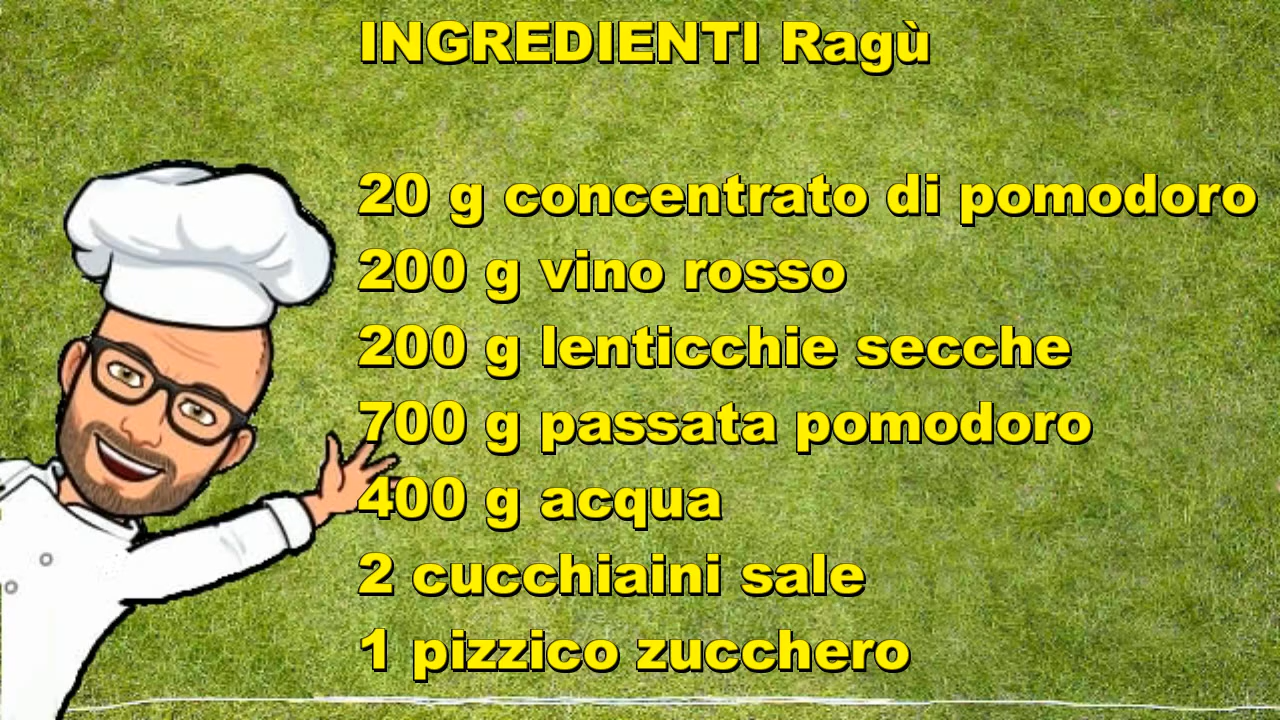 INGREDIENTI Ragù
20 g concentrato di pomodoro
200 g vino rosso
200 g lenticchie secche
700 g passata pomodoro
400 g acqua
2 cucchiaini sale
1 pizzico zucchero